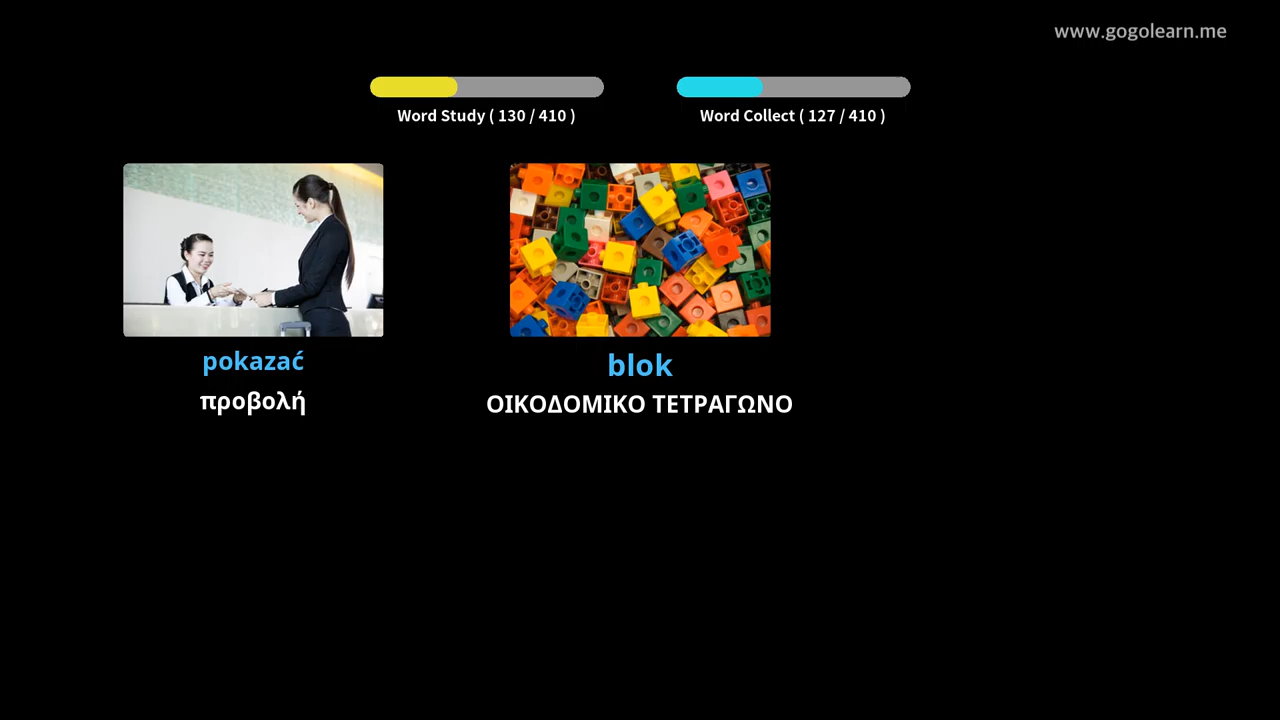 www.gogolearn.me
Word Study ( 130 / 410 )
Word Collect ( 127 / 410 )
pokazać
προβολή
blok
ΟΙΚΟΔΟΜΙΚΟ ΤΕΤΡΑΓΩΝΟ